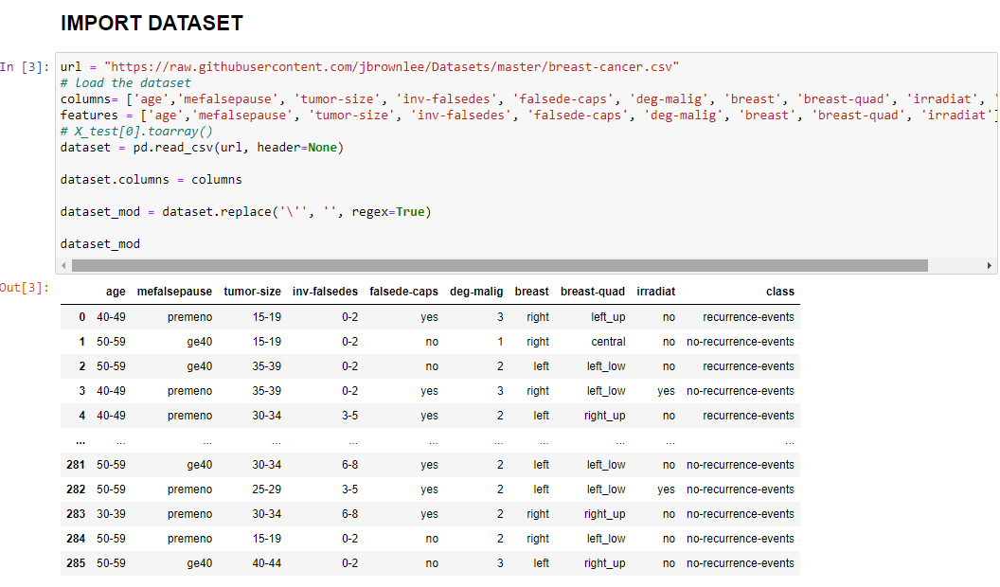 IMPORT DATASET
In [3]: url = "https://raw.githubusercontent.com/jbrownlee/Datasets/master/breast-cancer.csv"
# load the dataset
columns= ['age','mefalsepause', 'tumor-size', 'inv-falsedes', 'falsede-caps', 'deg-malig', 'breast', 'breast-quad', 'irradiat', '
features = ['age','mefalsepause', 'tumor-size', 'inv-falsedes', 'falsede-caps', 'deg-malig', 'breast', 'breast-quad', 'irradiat']
# X_test[0].toarray()
dataset = pd.read_csv(url, header=None)
dataset.columns = columns
dataset_mod = dataset.replace('\'', '', regex=True)
dataset_mod
Out[3]:
age mefalsepause tumor-size inv-falsedes falsede-caps deg-malig breast breast-quad irradiat class
0 40-49 premeno 15-19 0-2 yes 3 right left_up no recurrence-events
1 50-59 ge40 15-19 0-2 no 1 right central no no-recurrence-events
2 50-59 ge40 35-39 0-2 no 2 left left_low no recurrence-events
3 40-49 premeno 35-39 0-2 yes 3 right left_low yes no-recurrence-events
4 40-49 premeno 30-34 3-5 yes 2 left right_up no recurrence-events
... ... ... ... ... ... ... ... ... ... ...
281 50-59 ge40 30-34 6-8 yes 2 left left_low no no-recurrence-events
282 50-59 premeno 25-29 3-5 yes 2 left left_low yes no-recurrence-events
283 30-39 premeno 30-34 6-8 yes 2 right right_up no no-recurrence-events
284 50-59 premeno 15-19 0-2 no 2 right left_low no no-recurrence-events
285 50-59 ge40 40-44 0-2 no 3 left right_up no no-recurrence-events